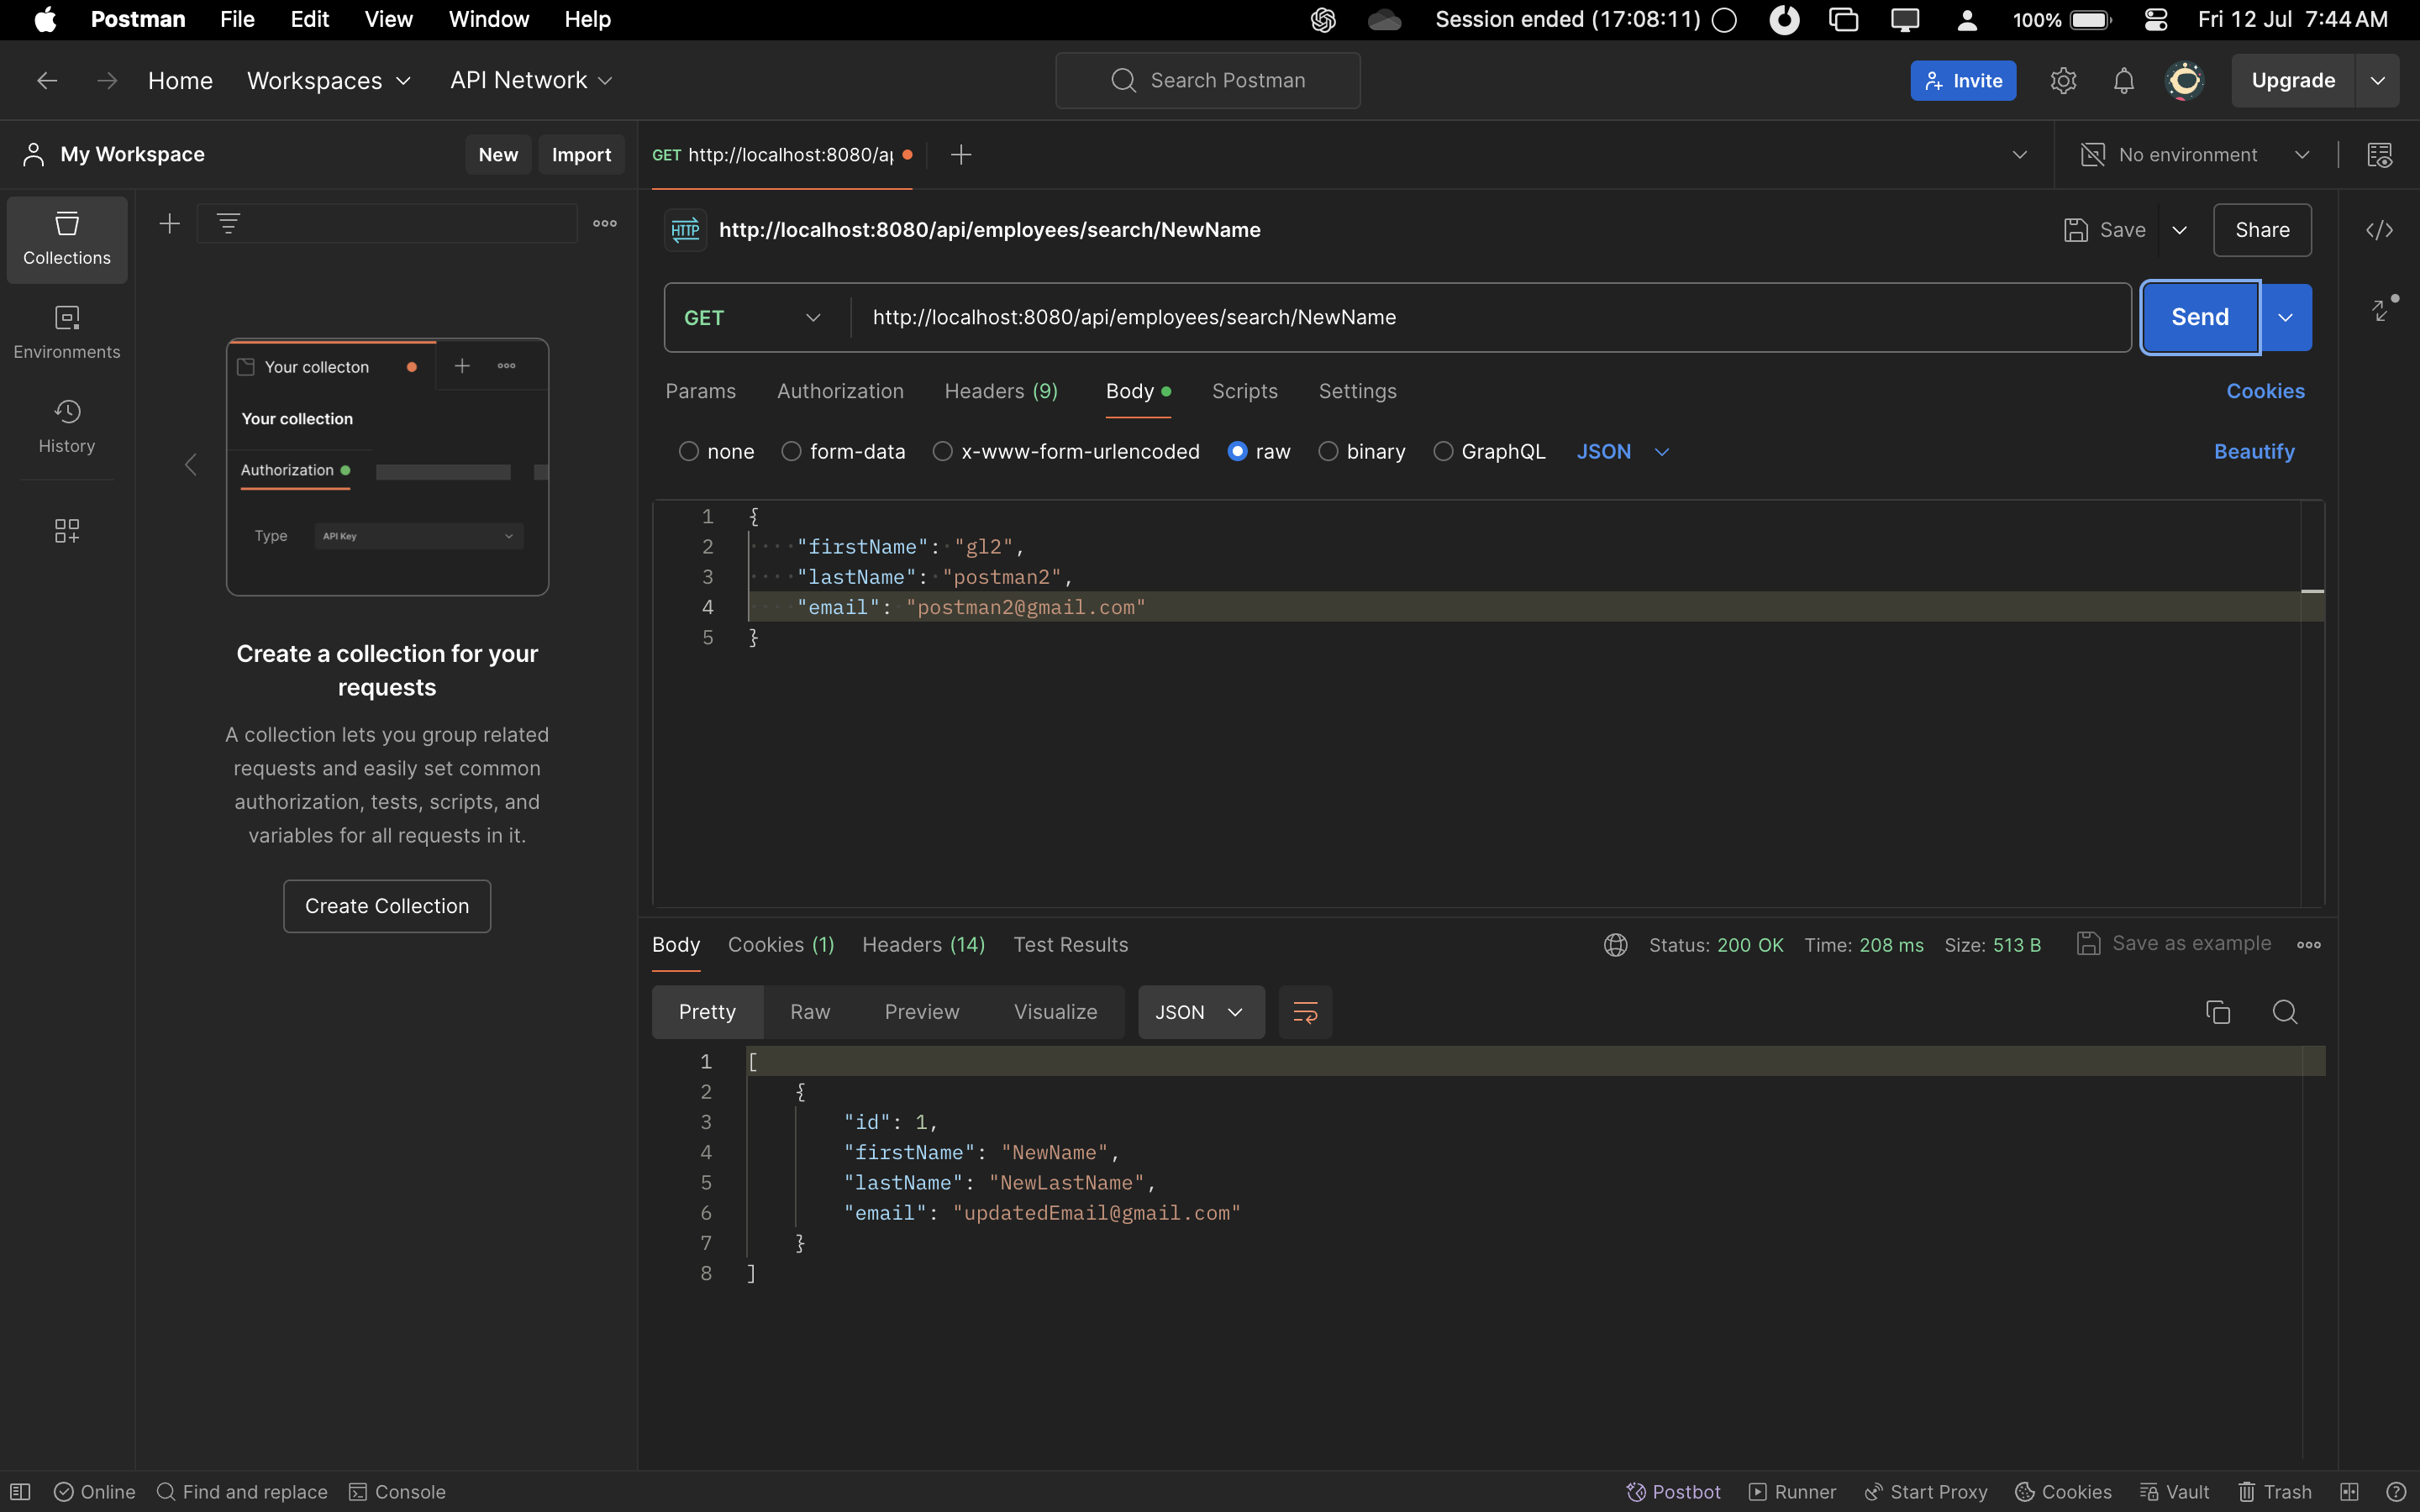 Postman File Edit View Window Help Session ended (17:08:11) 100% Fri 12 Jul 7:44 AM
Home Workspaces API Network Search Postman Invite Upgrade
My Workspace New Import GET http://localhost:8080/ap No environment
Collections
Environments
History
Your collecton
Your collection
Authorization
Type API Key
Create a collection for your
requests
A collection lets you group related
requests and easily set common
authorization, tests, scripts, and
variables for all requests in it.
Create Collection
HTTP http://localhost:8080/api/employees/search/NewName Save Share
GET http://localhost:8080/api/employees/search/NewName Send
Params Authorization Headers (9) Body Scripts Settings Cookies
none form-data x-www-form-urlencoded raw binary GraphQL JSON Beautify
1 {
2 "firstName": "gl2",
3 "lastName": "postman2",
4 "email": "postman2@gmail.com"
5 }
Body Cookies (1) Headers (14) Test Results Status: 200 OK Time: 208 ms Size: 513 B Save as example
Pretty Raw Preview Visualize JSON
1 [
2 {
3 "id": 1,
4 "firstName": "NewName",
5 "lastName": "NewLastName",
6 "email": "updatedEmail@gmail.com"
7 }
8 ]
Online Find and replace Console Postbot Runner Start Proxy Cookies Vault Trash